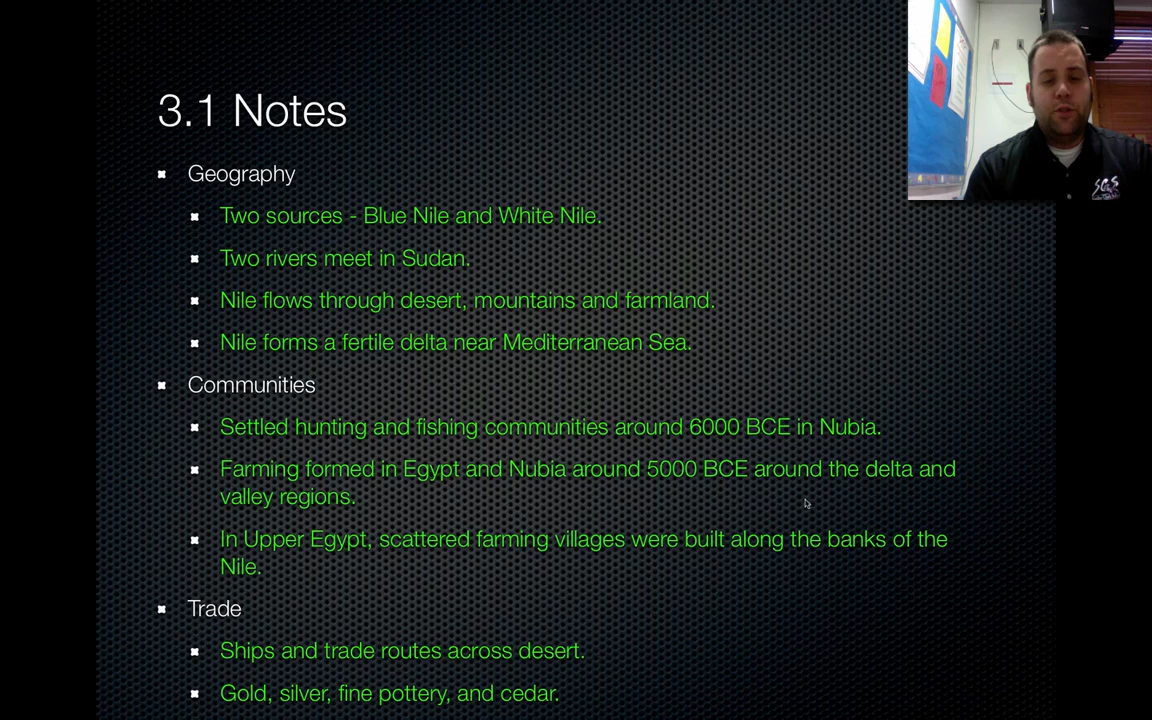 3.1 Notes
Geography
Two sources - Blue Nile and White Nile.
Two rivers meet in Sudan.
Nile flows through desert, mountains and farmland.
Nile forms a fertile delta near Mediterranean Sea.
Communities
Settled hunting and fishing communities around 6000 BCE in Nubia.
Farming formed in Egypt and Nubia around 5000 BCE around the delta and
valley regions.
In Upper Egypt, scattered farming villages were built along the banks of the
Nile.
Trade
Ships and trade routes across desert.
Gold, silver, fine pottery, and cedar.